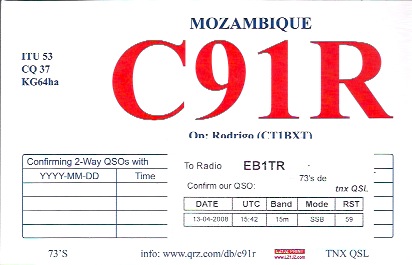 MOZAMBIQUE
ITU 53
CQ 37
KG64ha
C91R
Op: Rodrigo (CT1BXT)
Confirming 2-Way QSOs with
YYYY-MM-DD Time
To Radio EB1TR
73's de
Confirm our QSO: tnx QSL
DATE UTC Band Mode RST
13-04-2008 15:42 15m SSB 59
73'S info: www.qrz.com/db/c91r TNX QSL